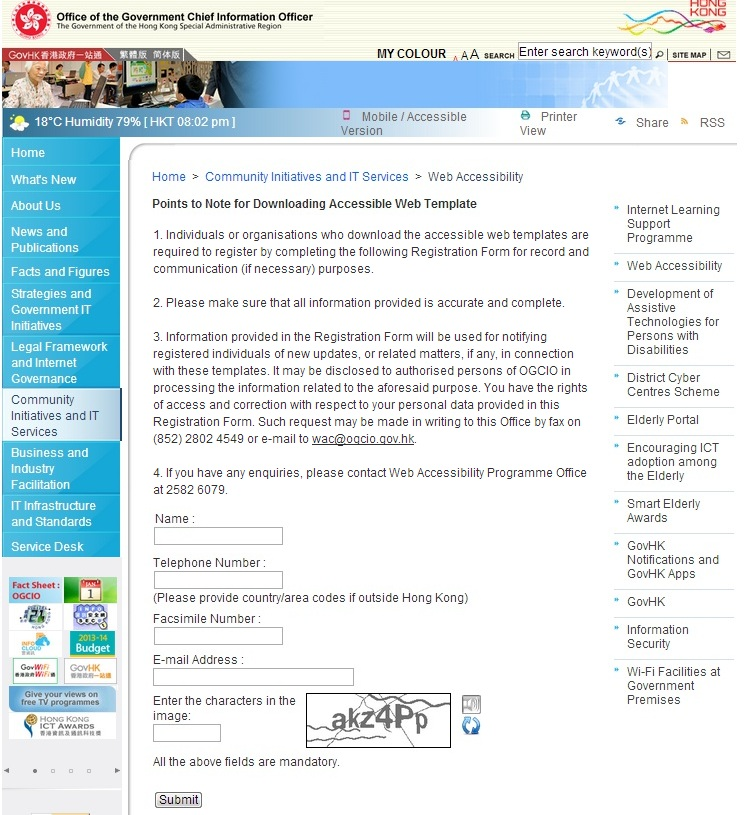 HONG
KONG
Office of the Government Chief Information Officer
The Government of the Hong Kong Special Administrative Region
GovHK 香港政府一站通 繁體版 简体版
MY COLOUR A A A SEARCH Enter search keyword(s) SITE MAP
18°C Humidity 79% [ HKT 08:02 pm ]
Mobile / Accessible
Version
Printer
View
Share
RSS
Home
What's New
About Us
News and
Publications
Facts and Figures
Strategies and
Government IT
Initiatives
Legal Framework
and Internet
Governance
Community
Initiatives and IT
Services
Business and
Industry
Facilitation
IT Infrastructure
and Standards
Service Desk
Fact Sheet :
OGCIO
JAN
1
INFO
CLOUD
2013-14
Budget
GovWiFi
GovHK
香港政府一站通
Give your views on
free TV programmes
HONG KONG
ICT AWARDS
香港資訊及通訊科技獎
Home > Community Initiatives and IT Services > Web Accessibility
Points to Note for Downloading Accessible Web Template
1. Individuals or organisations who download the accessible web templates are
required to register by completing the following Registration Form for record and
communication (if necessary) purposes.
2. Please make sure that all information provided is accurate and complete.
3. Information provided in the Registration Form will be used for notifying
registered individuals of new updates, or related matters, if any, in connection
with these templates. It may be disclosed to authorised persons of OGCIO in
processing the information related to the aforesaid purpose. You have the rights
of access and correction with respect to your personal data provided in this
Registration Form. Such request may be made in writing to this Office by fax on
(852) 2802 4549 or e-mail to wac@ogcio.gov.hk.
4. If you have any enquiries, please contact Web Accessibility Programme Office
at 2582 6079.
Name :
Telephone Number :
(Please provide country/area codes if outside Hong Kong)
Facsimile Number :
E-mail Address :
Enter the characters in the
image:
akz4Pp
All the above fields are mandatory.
Submit
Internet Learning
Support
Programme
Web Accessibility
Development of
Assistive
Technologies for
Persons with
Disabilities
District Cyber
Centres Scheme
Elderly Portal
Encouraging ICT
adoption among
the Elderly
Smart Elderly
Awards
GovHK
Notifications and
GovHK Apps
GovHK
Information
Security
Wi-Fi Facilities at
Government
Premises